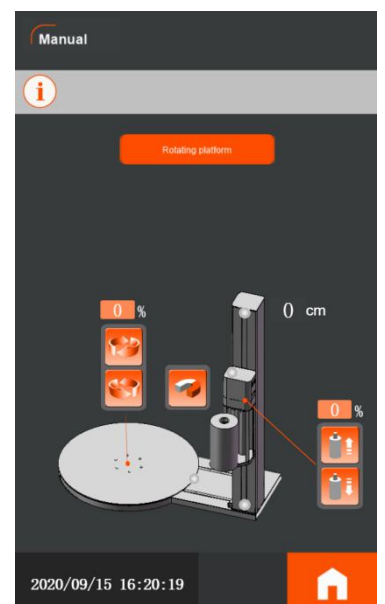 Manual
i
Rotating platform
0 %
0 cm
0 %
2020/09/15 16:20:19